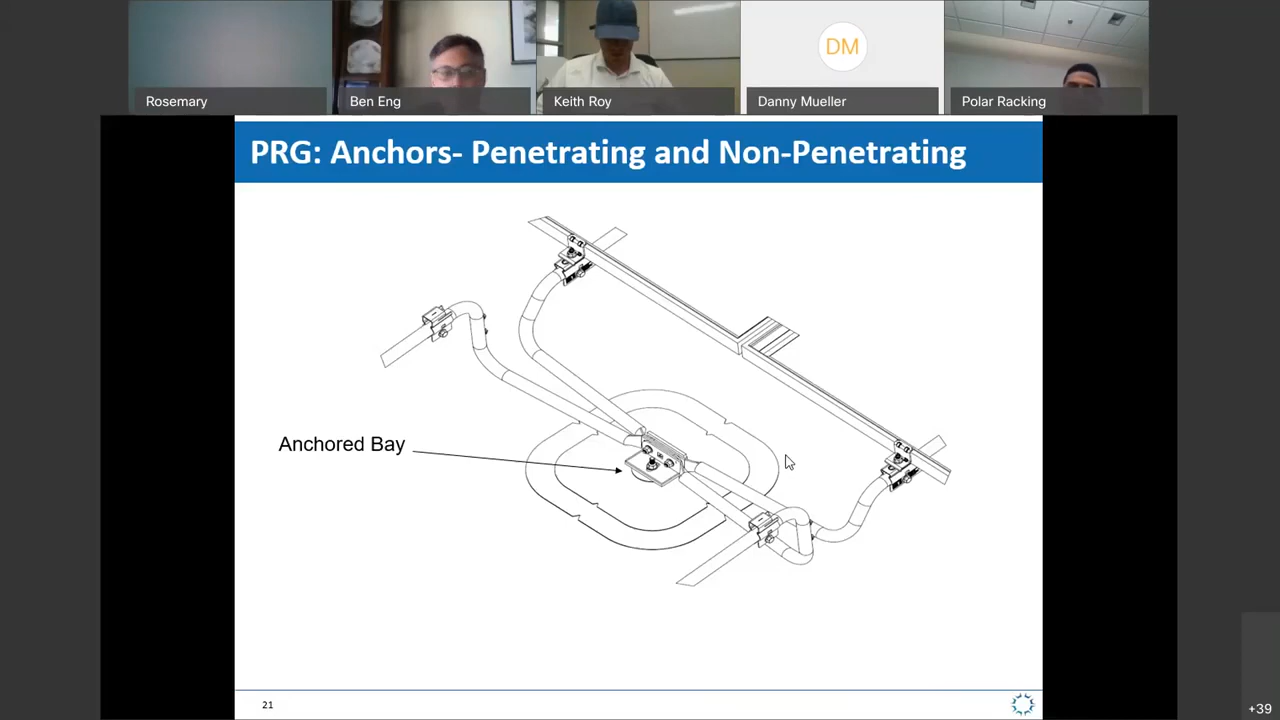 DM
Rosemary
Ben Eng
Keith Roy
Danny Mueller
Polar Racking
PRG: Anchors- Penetrating and Non-Penetrating
Anchored Bay
21
+39